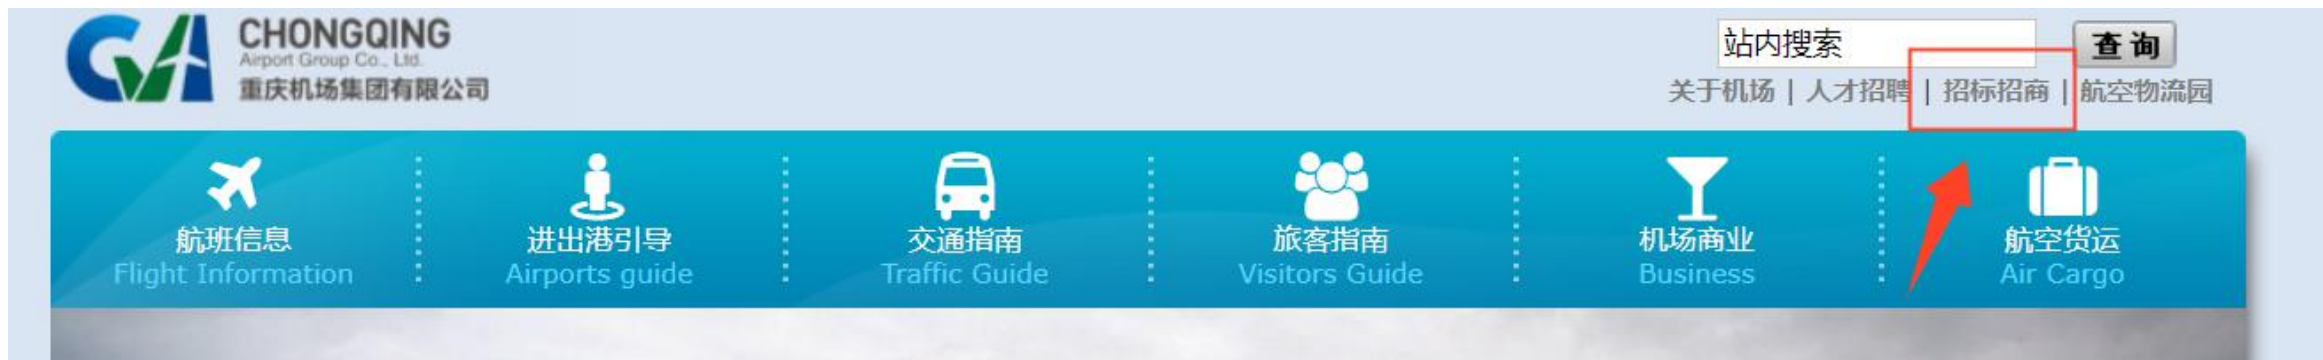 CHONGQING
Airport Group Co., Ltd.
重庆机场集团有限公司
站内搜索
查询
关于机场 | 人才招聘 | 招标招商 | 航空物流园
航班信息
Flight Information
进出港引导
Airports guide
交通指南
Traffic Guide
旅客指南
Visitors Guide
机场商业
Business
航空货运
Air Cargo